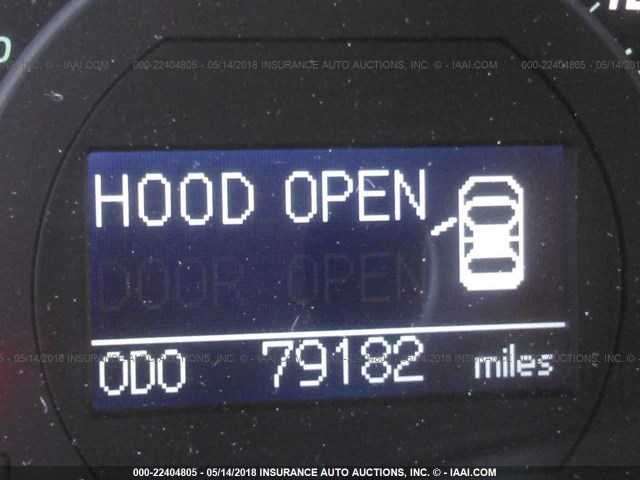 000-22404805 - 05/14/2018 INSURANCE AUTO AUCTIONS, INC. © - IAAI.COM
HOOD OPEN
DOOR OPEN
ODO 79182 miles
000-22404805 - 05/14/2018 INSURANCE AUTO AUCTIONS, INC. © - IAAI.COM